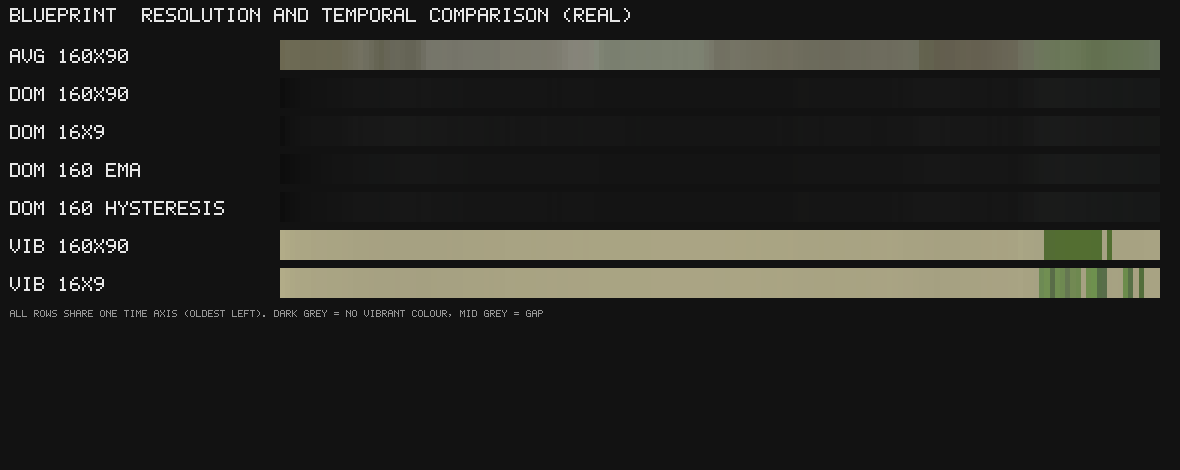 BLUEPRINT  RESOLUTION AND TEMPORAL COMPARISON (REAL)
AVG 160X90
DOM 160X90
DOM 16X9
DOM 160 EMA
DOM 160 HYSTERESIS
VIB 160X90
VIB 16X9
ALL ROWS SHARE ONE TIME AXIS (OLDEST LEFT). DARK GREY = NO VIBRANT COLOUR, MID GREY = GAP